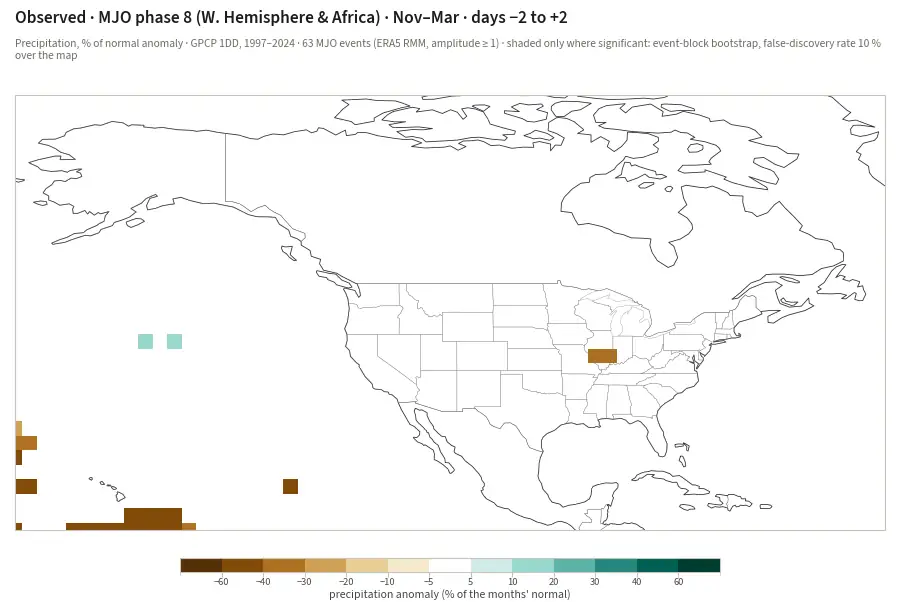 Observed · MJO phase 8 (W. Hemisphere & Africa) · Nov–Mar · days −2 to +2
Precipitation, % of normal anomaly · GPCP 1DD, 1997–2024 · 63 MJO events (ERA5 RMM, amplitude ≥ 1) · shaded only where significant: event-block bootstrap, false-discovery rate 10 %
over the map
−60 −40 −30 −20 −10 −5 5 10 20 30 40 60
precipitation anomaly (% of the months' normal)